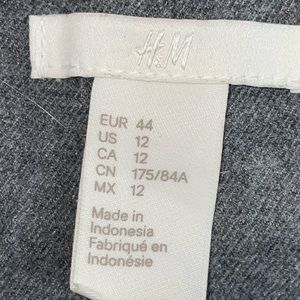 H&M
EUR 44
US 12
CA 12
CN 175/84A
MX 12
Made in
Indonesia
Fabriqué en
Indonésie